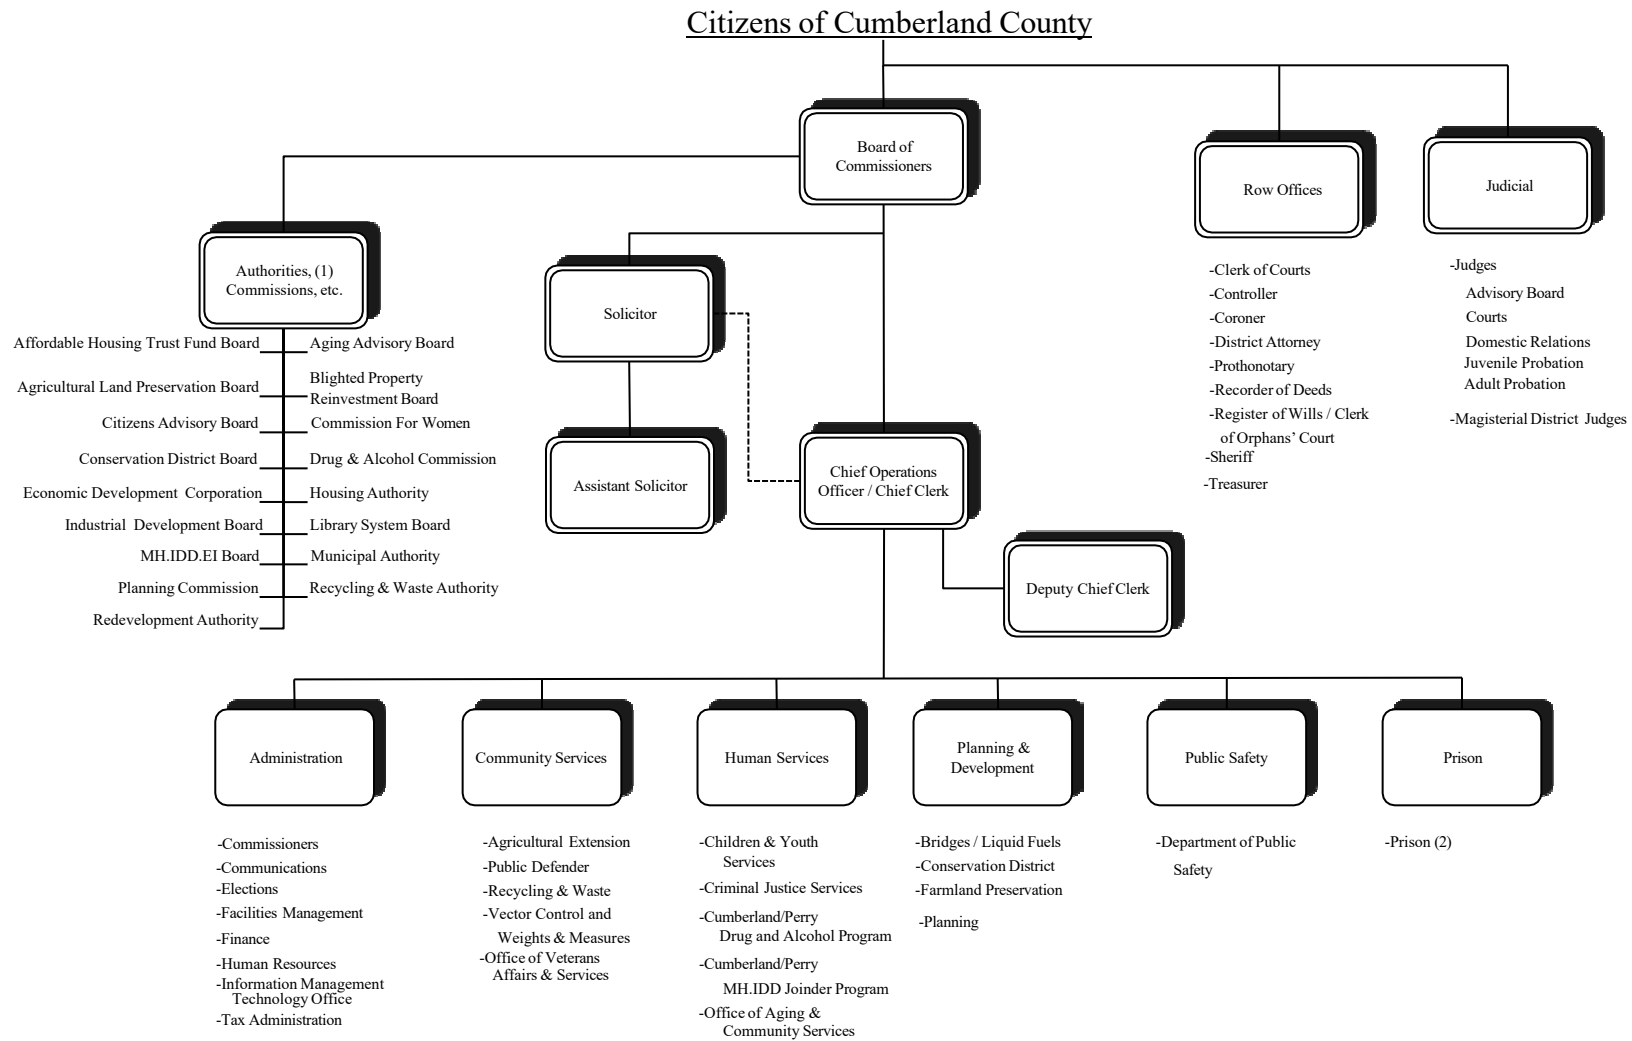 Citizens of Cumberland County
Board of
Commissioners
Row Offices
Judicial
Authorities, (1)
Commissions, etc.
Solicitor
Assistant Solicitor
Chief Operations
Officer / Chief Clerk
Deputy Chief Clerk
Affordable Housing Trust Fund Board
Aging Advisory Board
Agricultural Land Preservation Board
Blighted Property
Reinvestment Board
Citizens Advisory Board
Commission For Women
Conservation District Board
Drug & Alcohol Commission
Economic Development Corporation
Housing Authority
Industrial Development Board
Library System Board
MH.IDD.EI Board
Municipal Authority
Planning Commission
Recycling & Waste Authority
Redevelopment Authority
-Clerk of Courts
-Controller
-Coroner
-District Attorney
-Prothonotary
-Recorder of Deeds
-Register of Wills / Clerk
of Orphans’ Court
-Sheriff
-Treasurer
-Judges
Advisory Board
Courts
Domestic Relations
Juvenile Probation
Adult Probation
-Magisterial District Judges
Administration
-Commissioners
-Communications
-Elections
-Facilities Management
-Finance
-Human Resources
-Information Management
Technology Office
-Tax Administration
Community Services
-Agricultural Extension
-Public Defender
-Recycling & Waste
-Vector Control and
Weights & Measures
-Office of Veterans
Affairs & Services
Human Services
-Children & Youth
Services
-Criminal Justice Services
-Cumberland/Perry
Drug and Alcohol Program
-Cumberland/Perry
MH.IDD Joinder Program
-Office of Aging &
Community Services
Planning &
Development
-Bridges / Liquid Fuels
-Conservation District
-Farmland Preservation
-Planning
Public Safety
-Department of Public
Safety
Prison
-Prison (2)